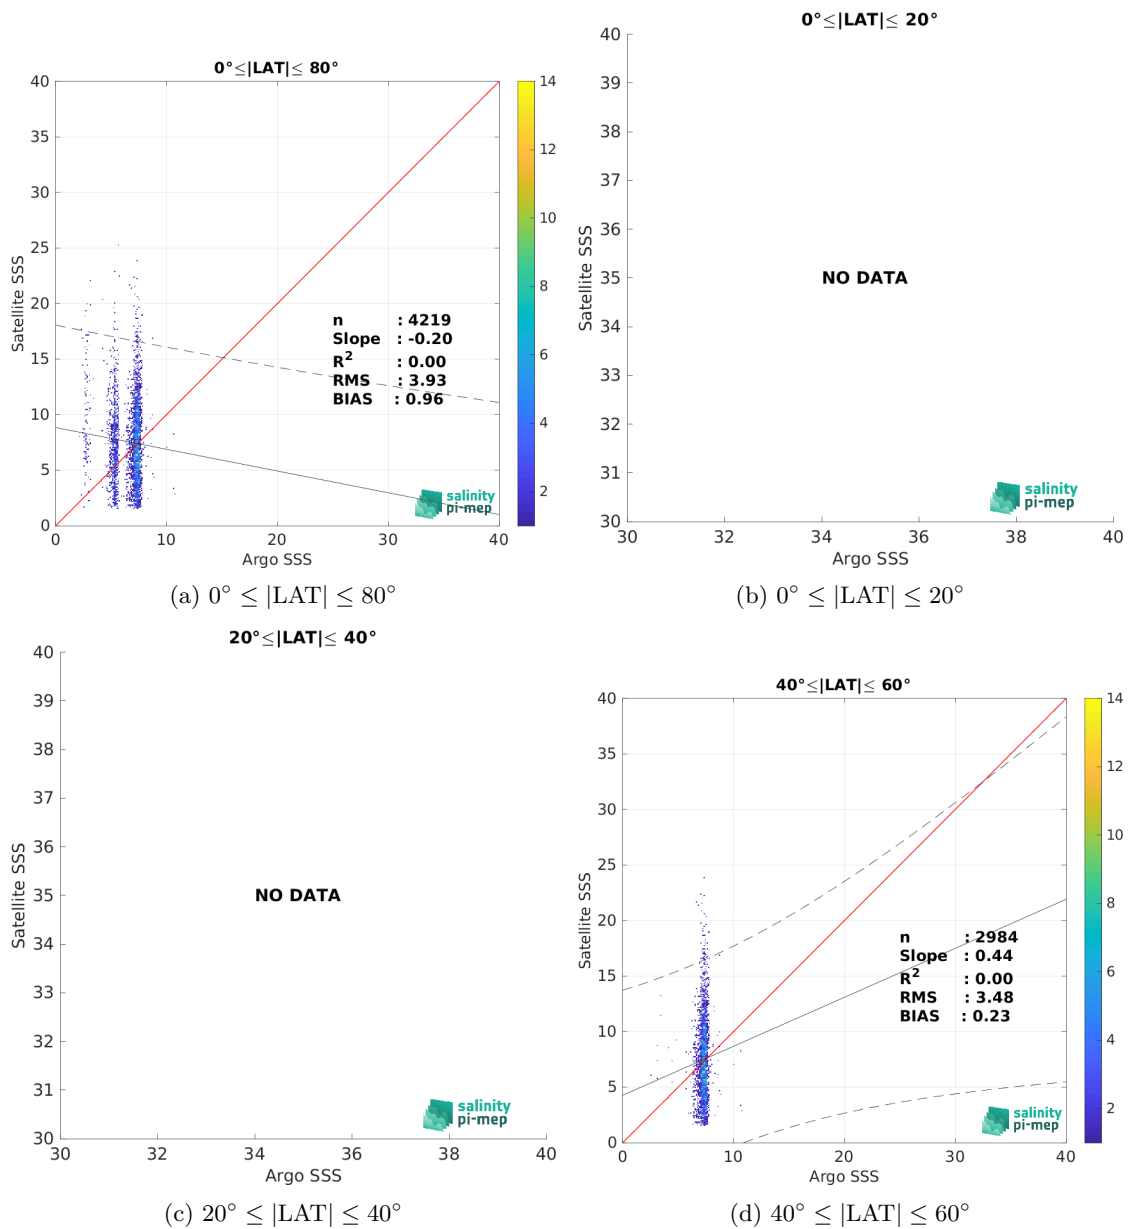 0°≤|LAT|≤ 80°
40
35
30
25
20
15
10
5
0
Satellite SSS
n : 4219
Slope : -0.20
R2 : 0.00
RMS : 3.93
BIAS : 0.96
salinity
pi-mep
0 10 20 30 40
Argo SSS
14
12
10
8
6
4
2
(a) 0° ≤ |LAT| ≤ 80°
0°≤|LAT|≤ 20°
40
39
38
37
36
35
34
33
32
31
30
Satellite SSS
NO DATA
salinity
pi-mep
30 32 34 36 38 40
Argo SSS
(b) 0° ≤ |LAT| ≤ 20°
20°≤|LAT|≤ 40°
40
39
38
37
36
35
34
33
32
31
30
Satellite SSS
NO DATA
salinity
pi-mep
30 32 34 36 38 40
Argo SSS
(c) 20° ≤ |LAT| ≤ 40°
40°≤|LAT|≤ 60°
40
35
30
25
20
15
10
5
0
Satellite SSS
n : 2984
Slope : 0.44
R2 : 0.00
RMS : 3.48
BIAS : 0.23
salinity
pi-mep
0 10 20 30 40
Argo SSS
14
12
10
8
6
4
2
(d) 40° ≤ |LAT| ≤ 60°